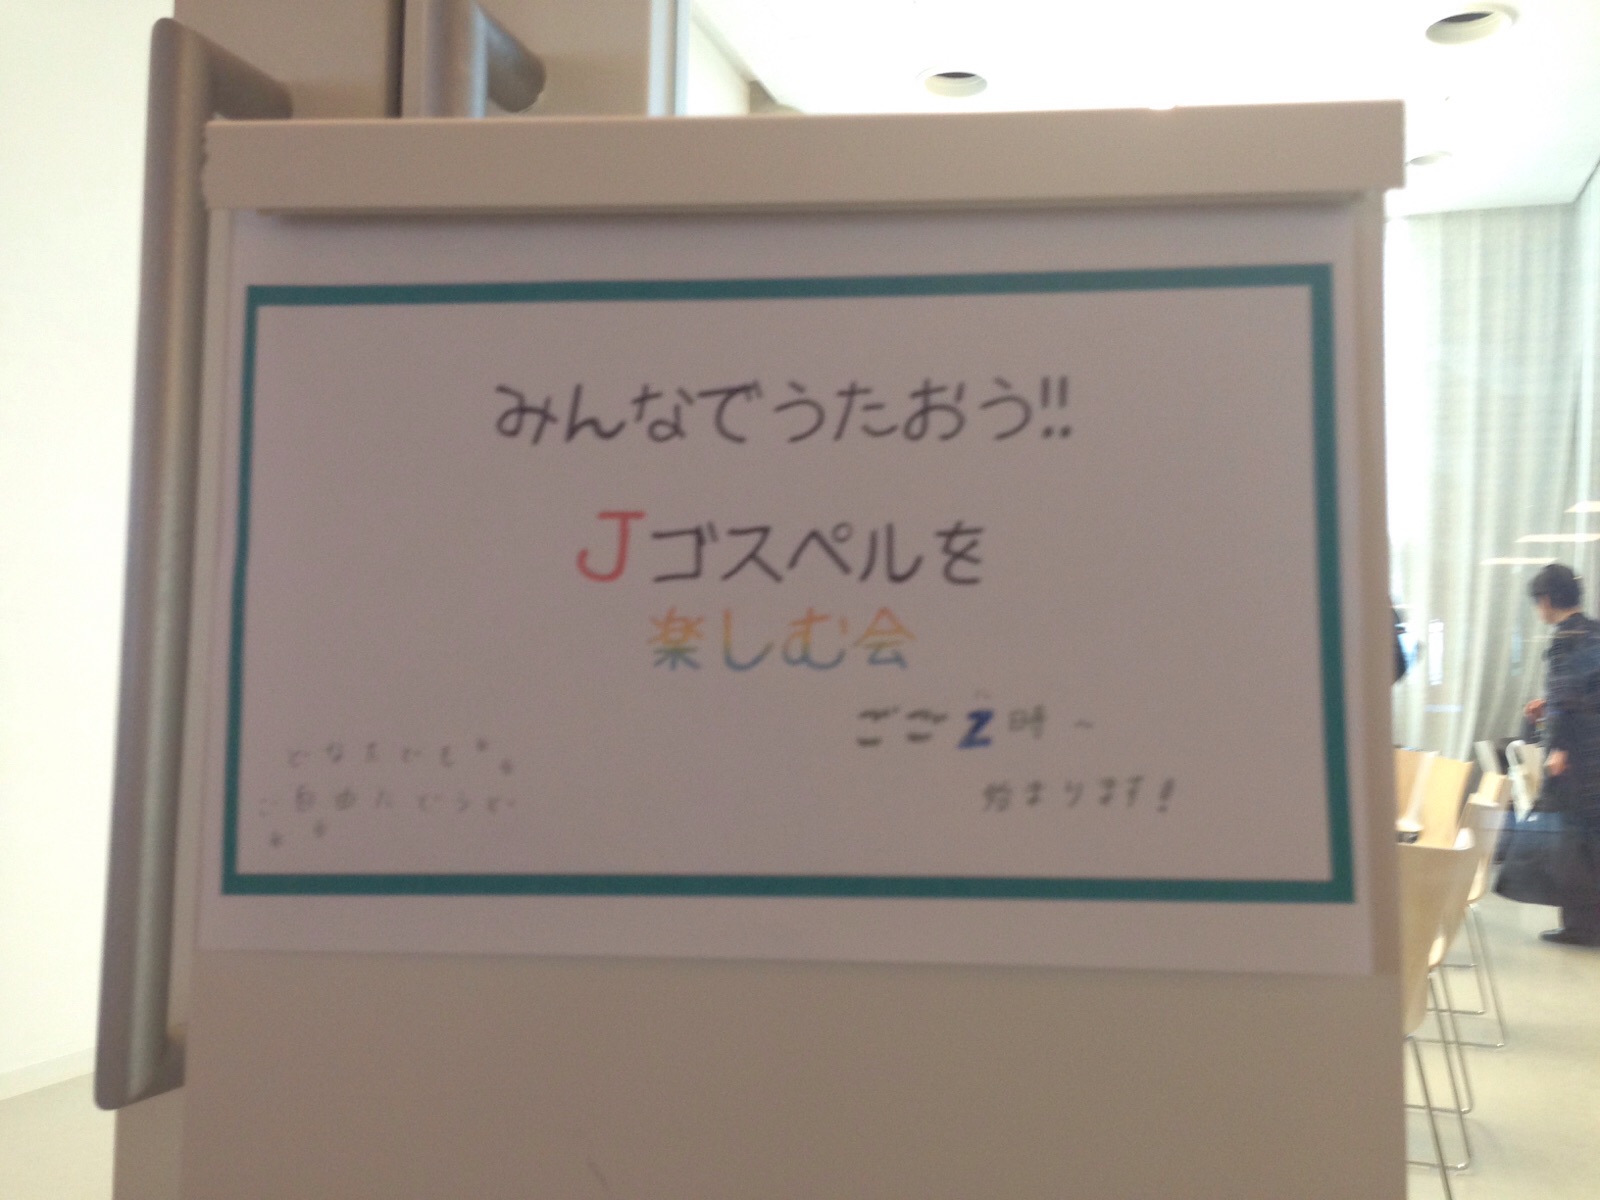 みんなでうたおう!!
Jゴスペルを
楽しむ会
ごご2時~
始まります!
どなたでも
ご自由にどうぞ